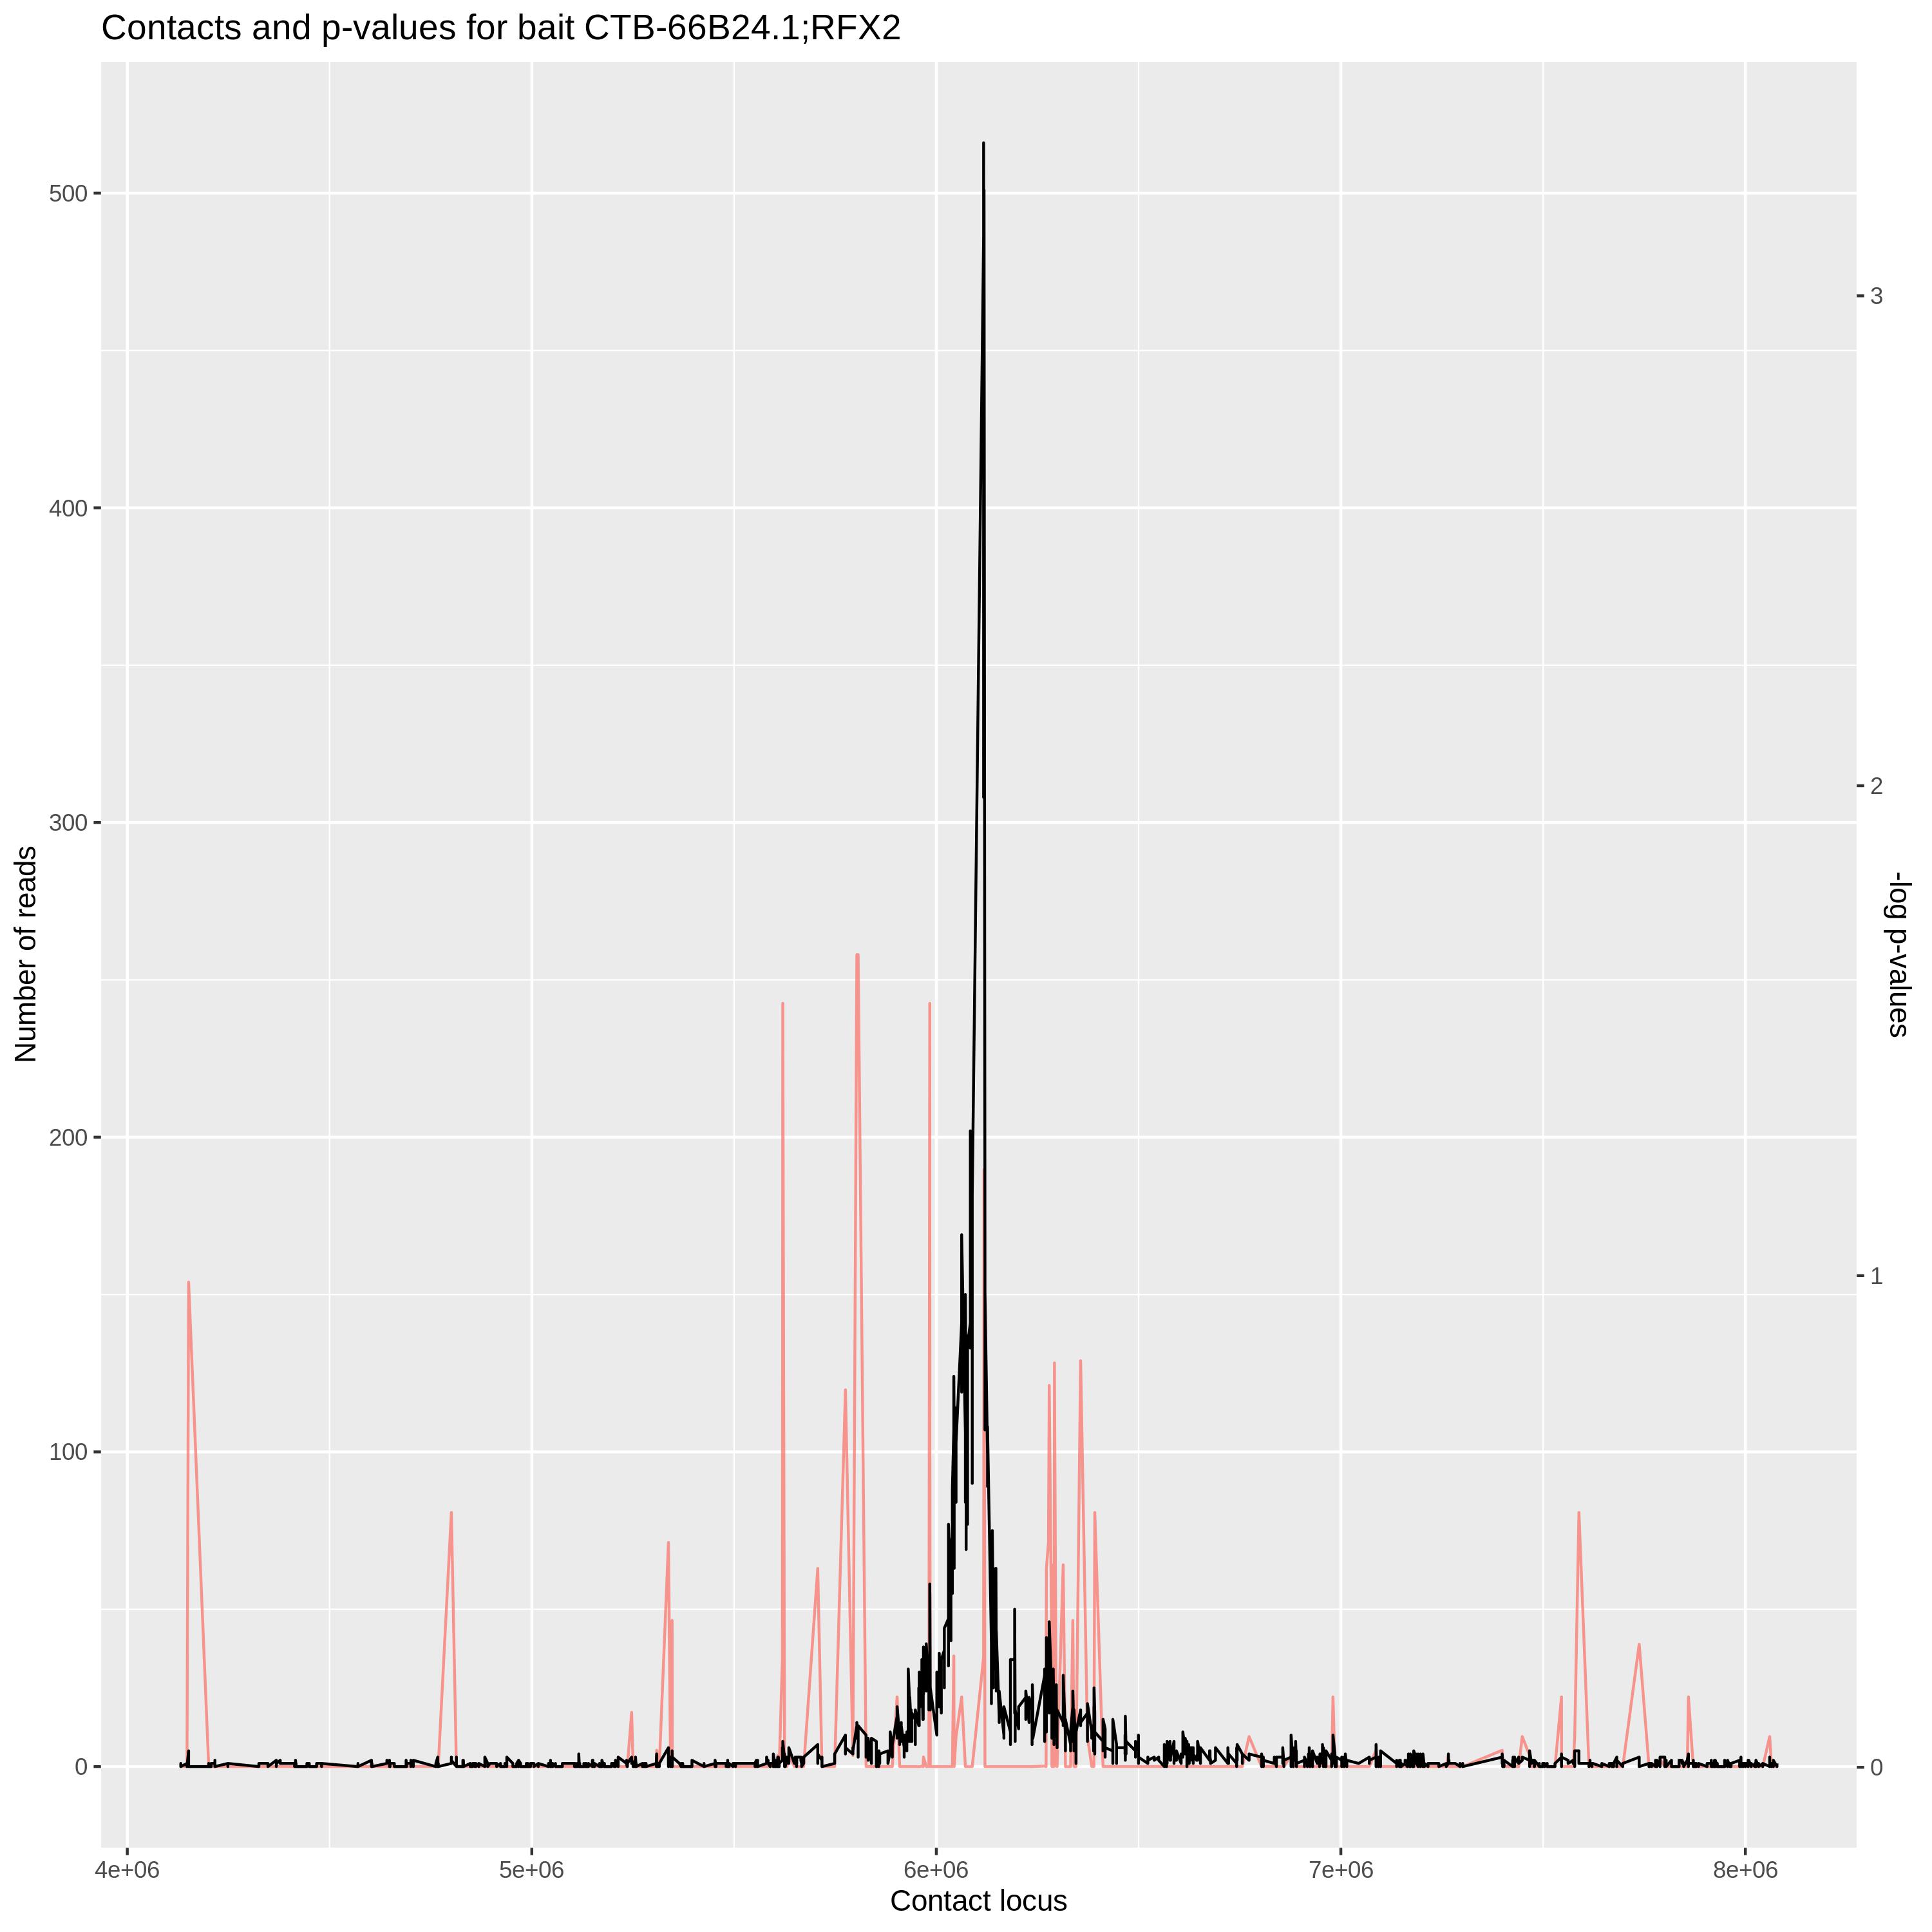 Contacts and p-values for bait CTB-66B24.1;RFX2
500
400
300
200
100
0
Number of reads
3
2
1
0
-log p-values
4e+06
5e+06
6e+06
7e+06
8e+06
Contact locus